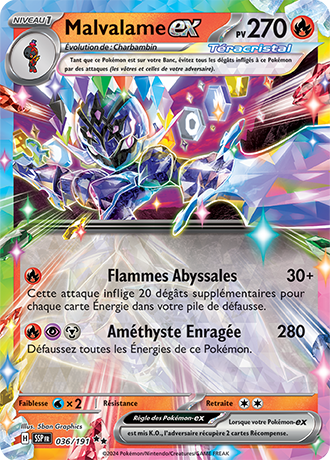 NIVEAU 1
Malvalame ex
PV 270
Évolution de : Charbambin
Téracristal
Tant que ce Pokémon est sur votre Banc, évitez tous les dégâts infligés à ce Pokémon
par des attaques (les vôtres et celles de votre adversaire).
Flammes Abyssales 30+
Cette attaque inflige 20 dégâts supplémentaires pour
chaque carte Énergie dans votre pile de défausse.
Améthyste Enragée 280
Défaussez toutes les Énergies de ce Pokémon.
Faiblesse x 2 Résistance Retraite
Illus. 5ban Graphics
Règle des Pokémon-ex Lorsque votre Pokémon-ex
est mis K.O., l'adversaire récupère 2 cartes Récompense.
H SSP FR 036/191
©2024 Pokémon/Nintendo/Creatures/GAME FREAK